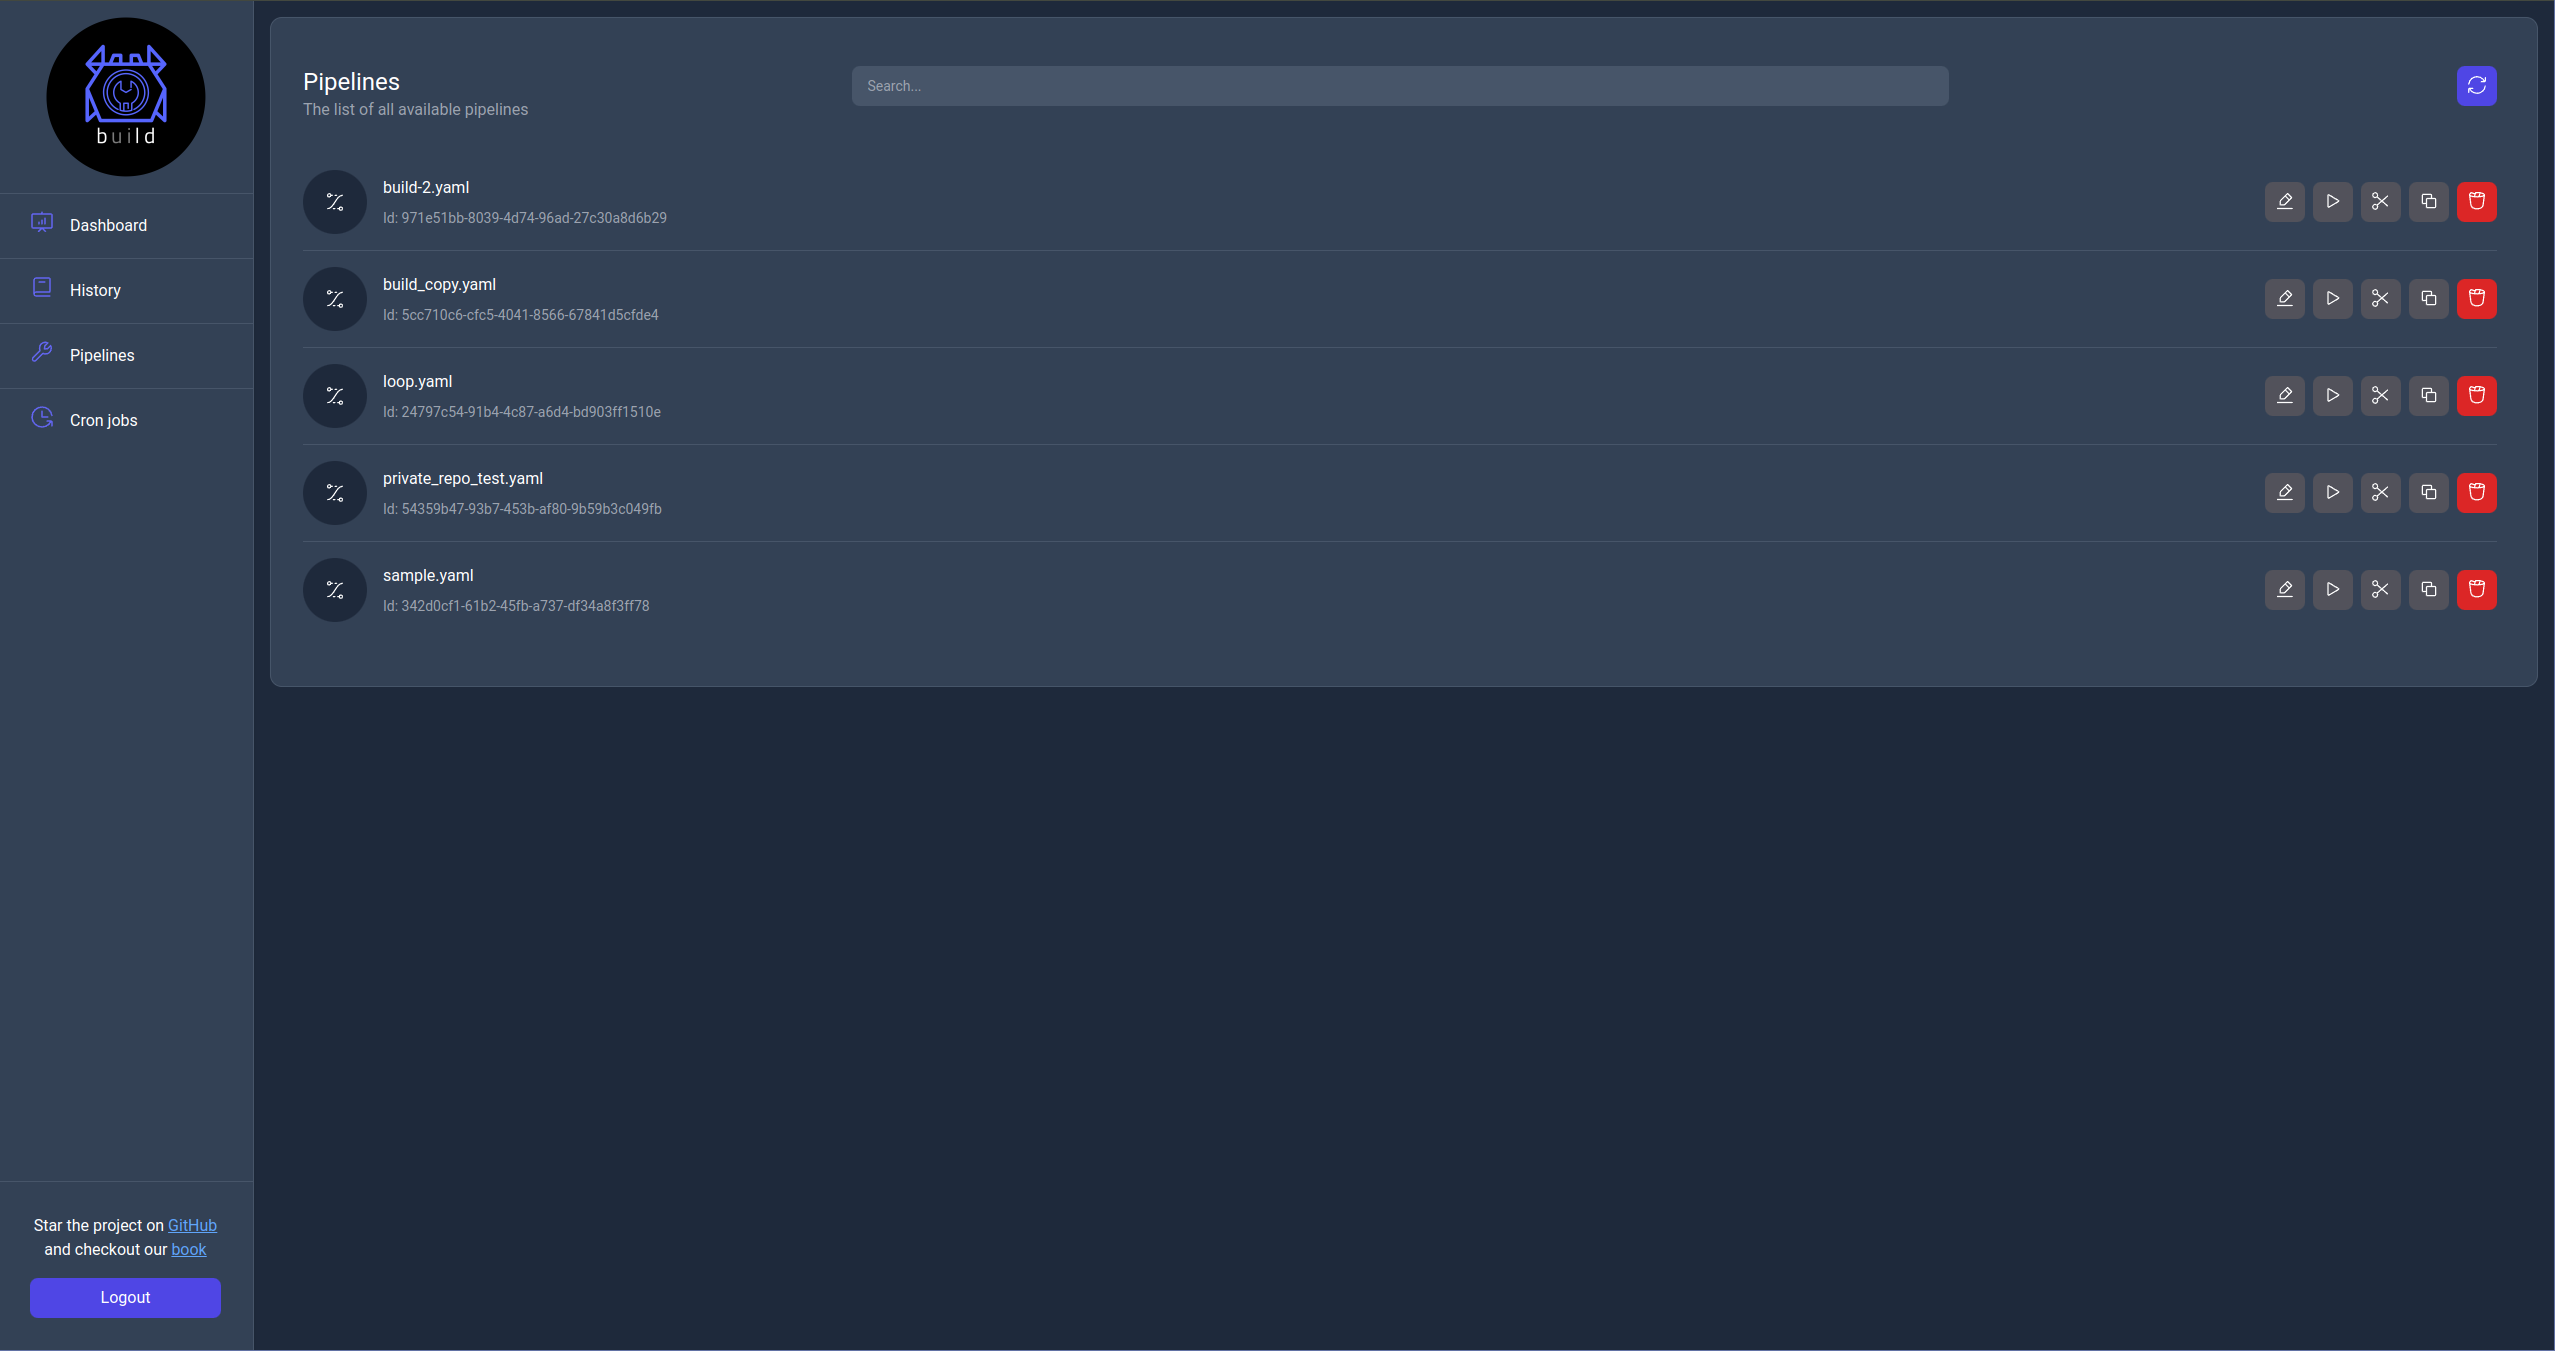 build
Dashboard
History
Pipelines
Cron jobs
Star the project on GitHub
and checkout our book
Logout
Pipelines
The list of all available pipelines
Search...
build-2.yaml
Id: 971e51bb-8039-4d74-96ad-27c30a8d6b29
build_copy.yaml
Id: 5cc710c6-cfc5-4041-8566-67841d5cfde4
loop.yaml
Id: 24797c54-91b4-4c87-a6d4-bd903ff1510e
private_repo_test.yaml
Id: 54359b47-93b7-453b-af80-9b59b3c049fb
sample.yaml
Id: 342d0cf1-61b2-45fb-a737-df34a8f3ff78